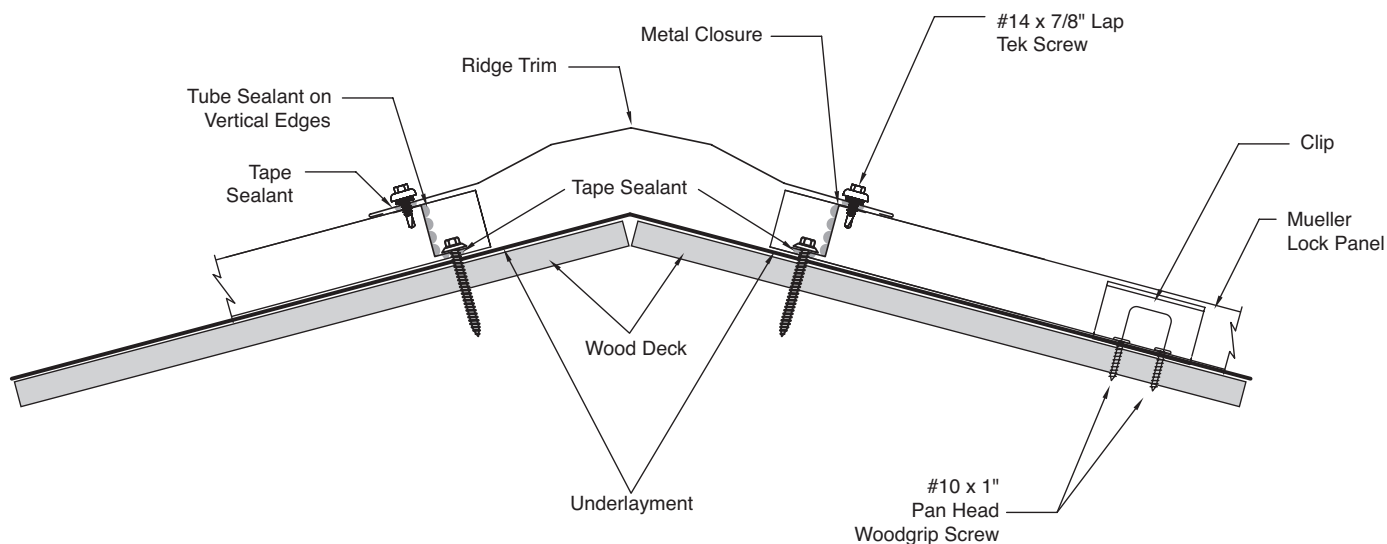 #14 x 7/8" Lap
Tek Screw
Metal Closure
Ridge Trim
Tube Sealant on
Vertical Edges
Clip
Tape
Sealant
Tape Sealant
Mueller
Lock Panel
Wood Deck
Underlayment
#10 x 1"
Pan Head
Woodgrip Screw